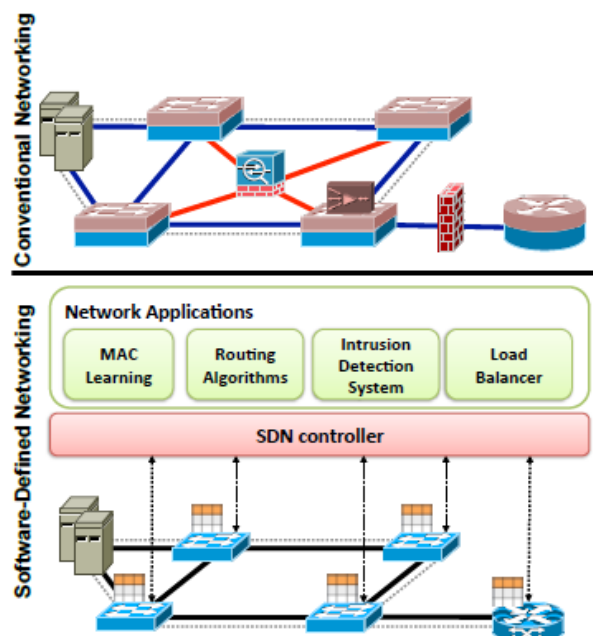 Conventional Networking
Software-Defined Networking
Network Applications
MAC
Learning
Routing
Algorithms
Intrusion
Detection
System
Load
Balancer
SDN controller